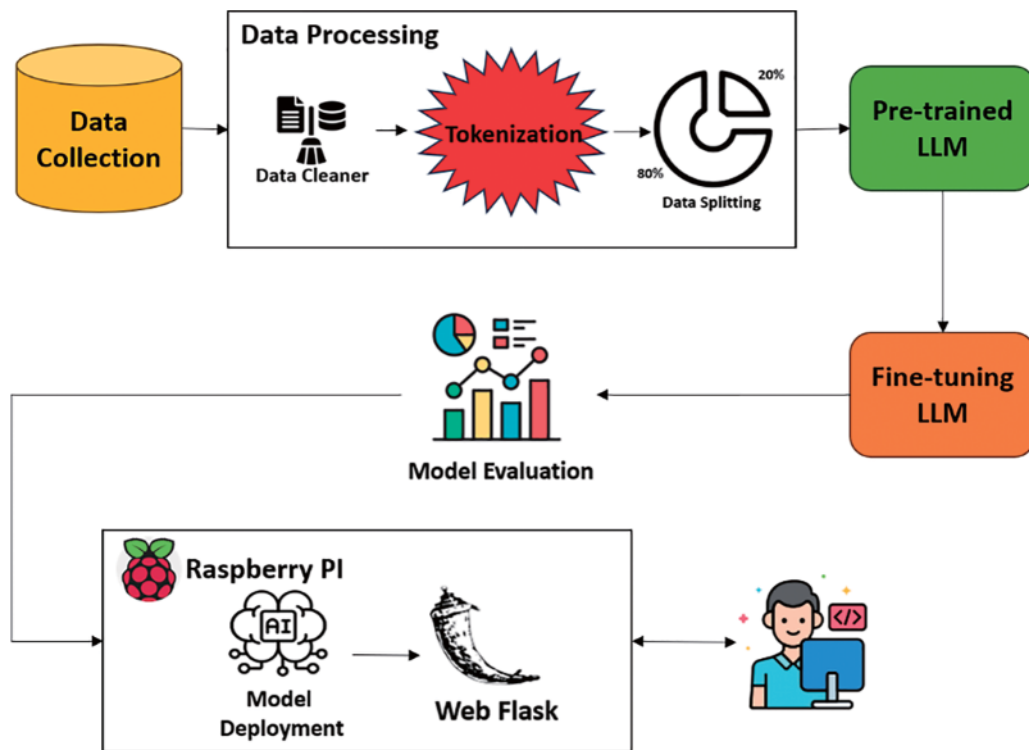 Data Processing
Data
Collection
Data Cleaner
Tokenization
20%
80%
Data Splitting
Pre-trained
LLM
Fine-tuning
LLM
Model Evaluation
Raspberry PI
AI
Model
Deployment
Web Flask
</>